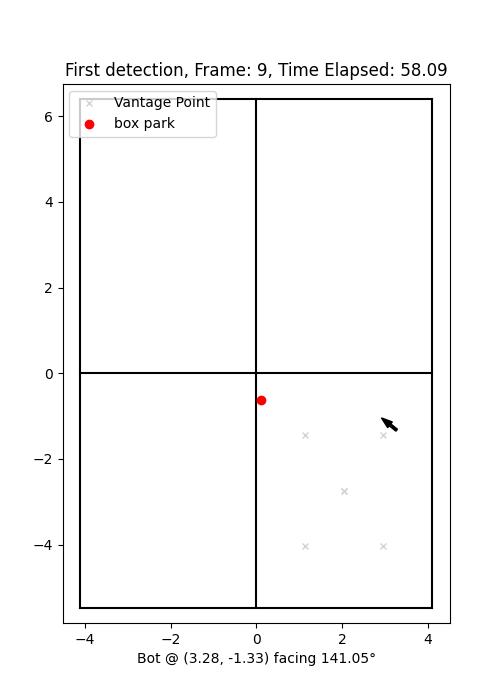 First detection, Frame: 9, Time Elapsed: 58.09
Vantage Point
box park
6
4
2
0
−2
−4
−4
−2
0
2
4
Bot @ (3.28, -1.33) facing 141.05°